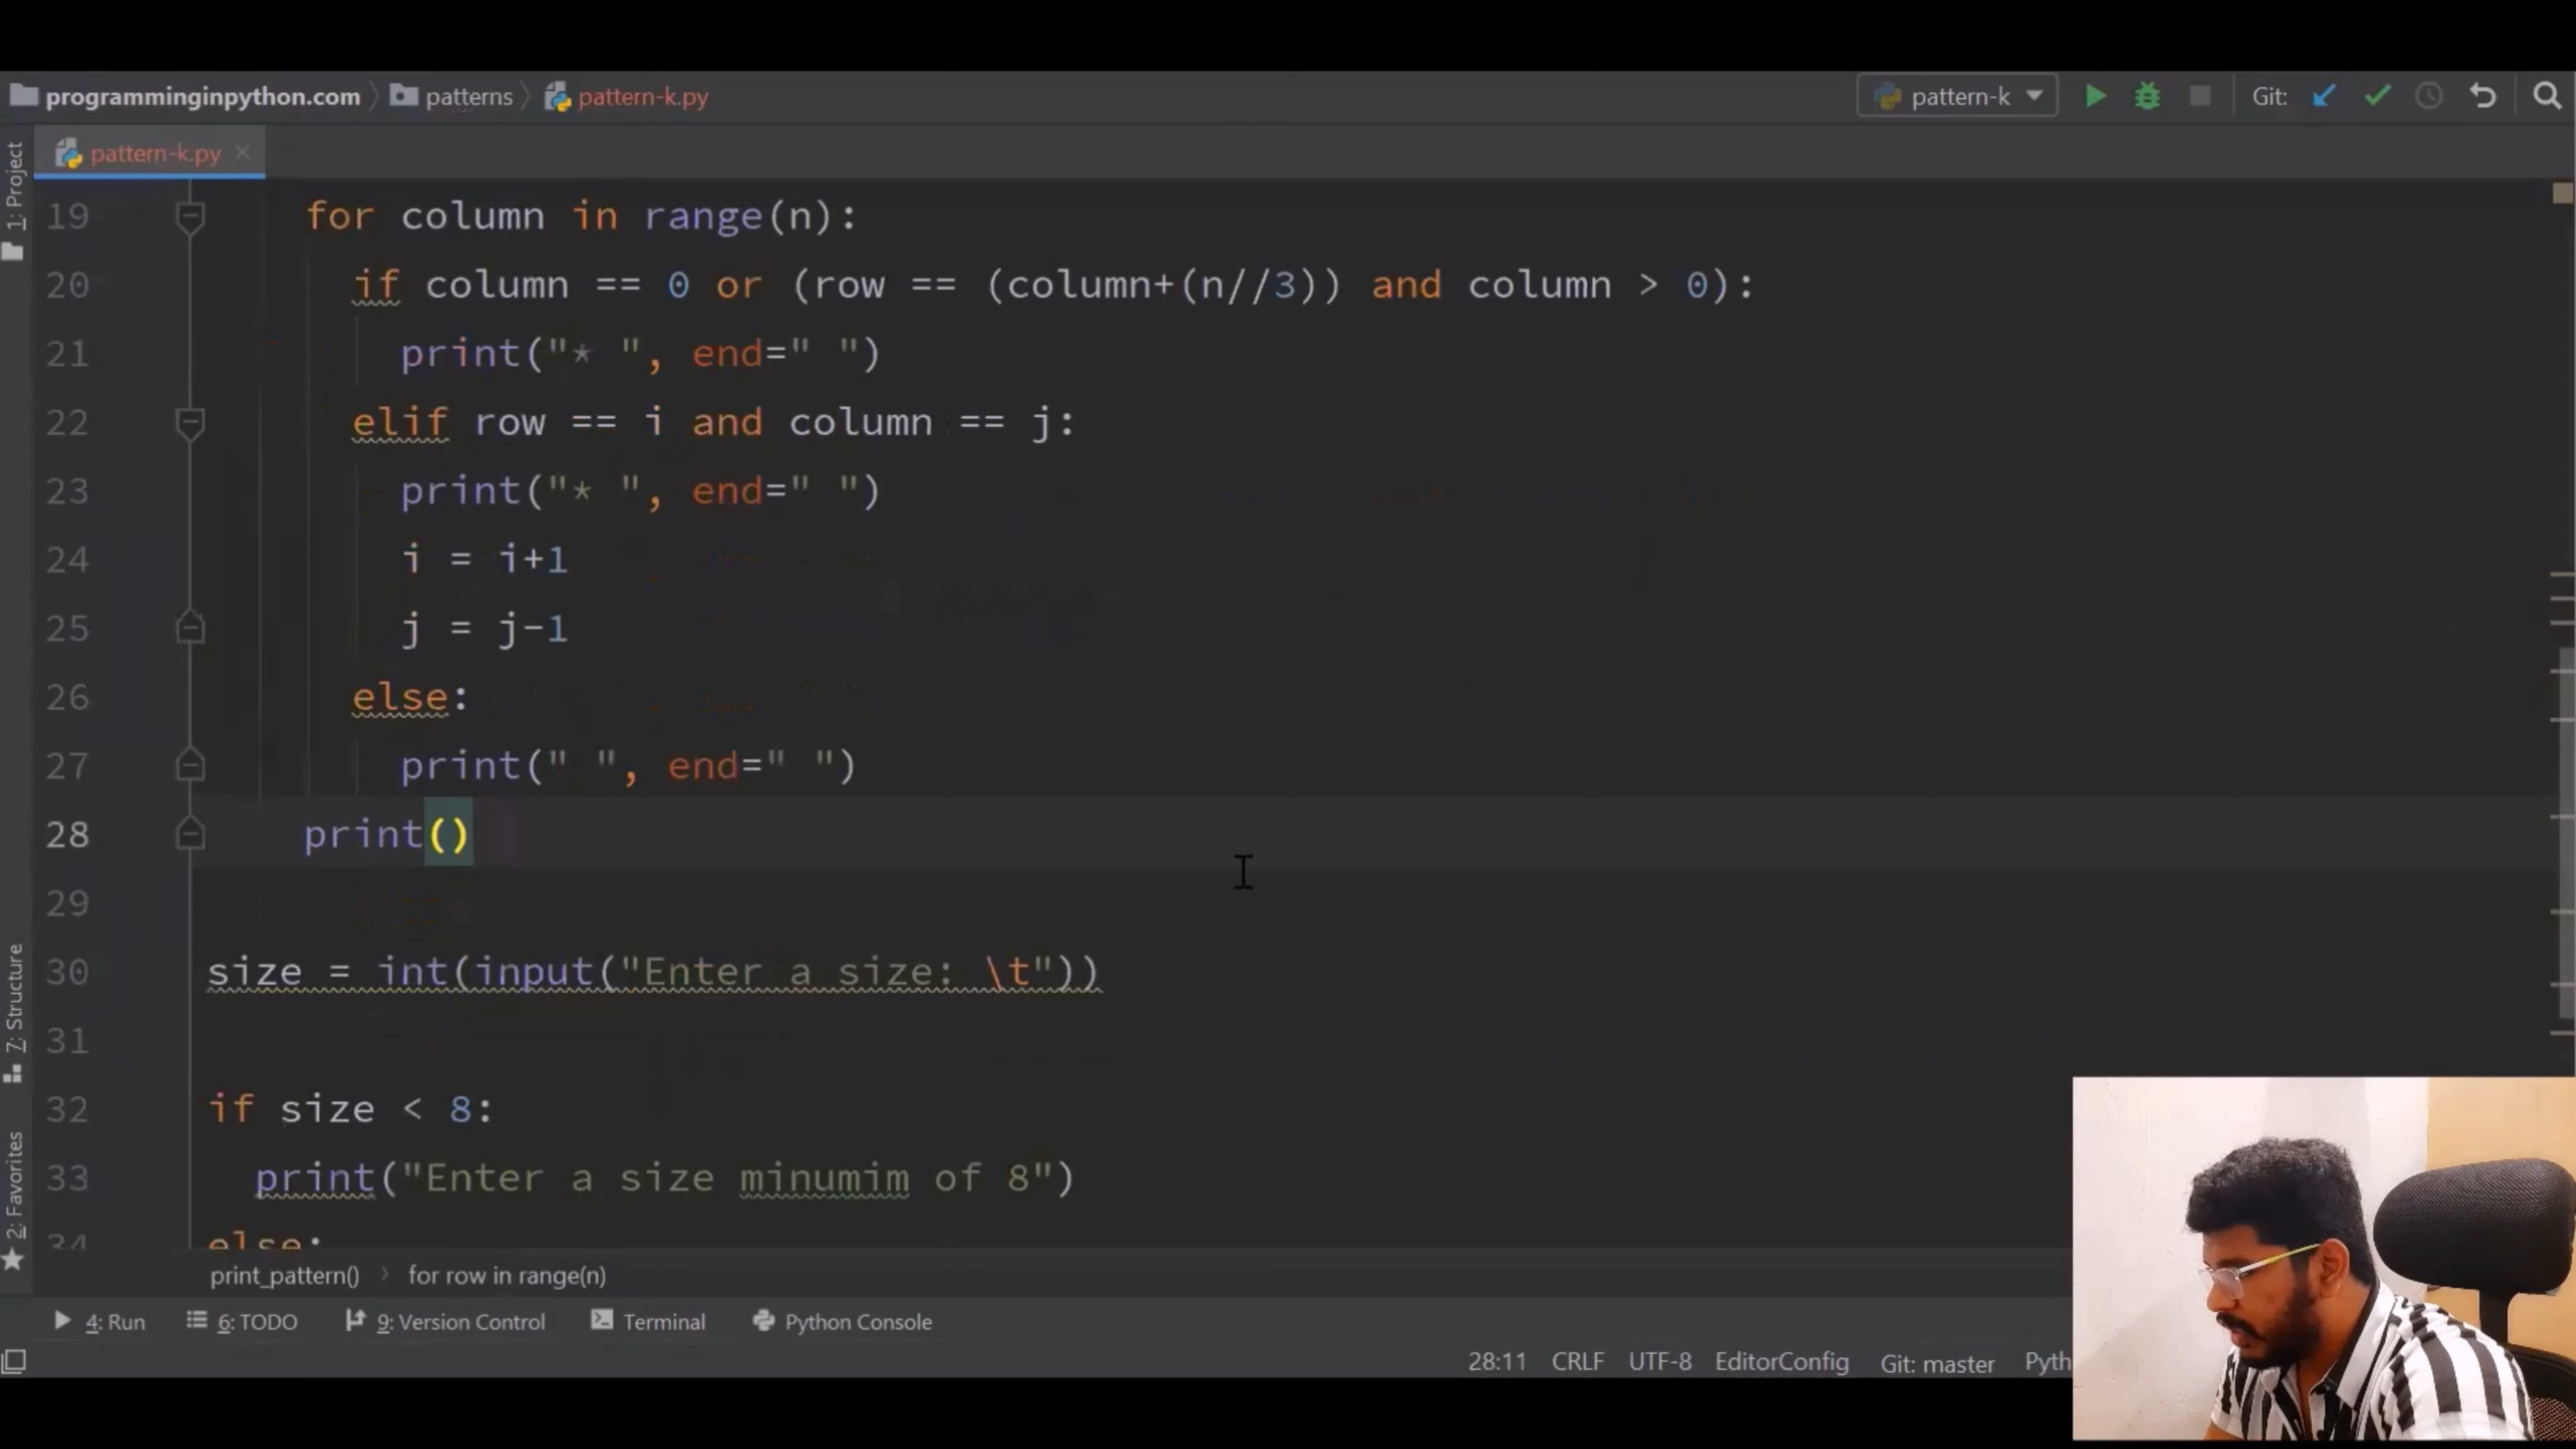 programminginpython.com 〉 patterns 〉 pattern-k.py
pattern-k
Git:
pattern-k.py ×
1: Project
7: Structure
2: Favorites
19 for column in range(n):
20 if column == 0 or (row == (column+(n//3)) and column > 0):
21 print("* ", end=" ")
22 elif row == i and column == j:
23 print("* ", end=" ")
24 i = i+1
25 j = j-1
26 else:
27 print(" ", end=" ")
28 print()
29
30 size = int(input("Enter a size: \t"))
31
32 if size < 8:
33 print("Enter a size minumim of 8")
34 else:
print_pattern() 〉 for row in range(n)
4: Run 6: TODO 9: Version Control Terminal Python Console
28:11 CRLF UTF-8 EditorConfig Git: master Pyth